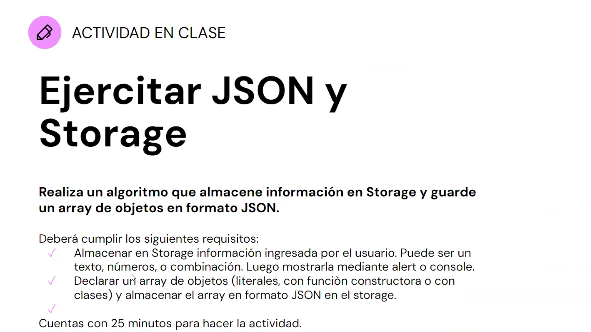 ACTIVIDAD EN CLASE
Ejercitar JSON y
Storage
Realiza un algoritmo que almacene información en Storage y guarde
un array de objetos en formato JSON.
Deberá cumplir los siguientes requisitos:
✓ Almacenar en Storage información ingresada por el usuario. Puede ser un
texto, números, o combinación. Luego mostrarla mediante alert o console.
✓ Declarar un array de objetos (literales, con funciòn constructora o con
clases) y almacenar el array en formato JSON en el storage.
✓
Cuentas con 25 minutos para hacer la actividad.